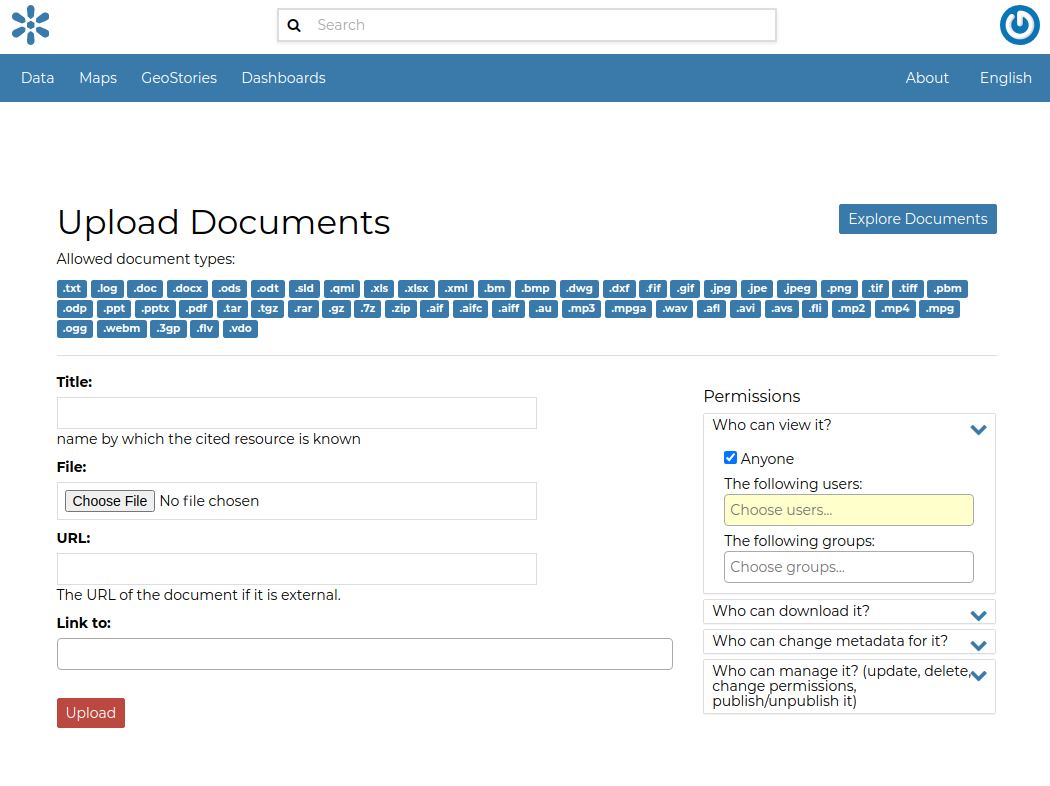 Search
Data Maps GeoStories Dashboards About English
Upload Documents
Explore Documents
Allowed document types:
.txt .log .doc .docx .ods .odt .sld .qml .xls .xlsx .xml .bm .bmp .dwg .dxf .fif .gif .jpg .jpe .jpeg .png .tif .tiff .pbm
.odp .ppt .pptx .pdf .tar .tgz .rar .gz .7z .zip .aif .aifc .aiff .au .mp3 .mpga .wav .afl .avi .avs .fli .mp2 .mp4 .mpg
.ogg .webm .3gp .flv .vdo
Title:
name by which the cited resource is known
File:
Choose File No file chosen
URL:
The URL of the document if it is external.
Link to:
Upload
Permissions
Who can view it?
Anyone
The following users:
Choose users...
The following groups:
Choose groups...
Who can download it?
Who can change metadata for it?
Who can manage it? (update, delete,
change permissions,
publish/unpublish it)